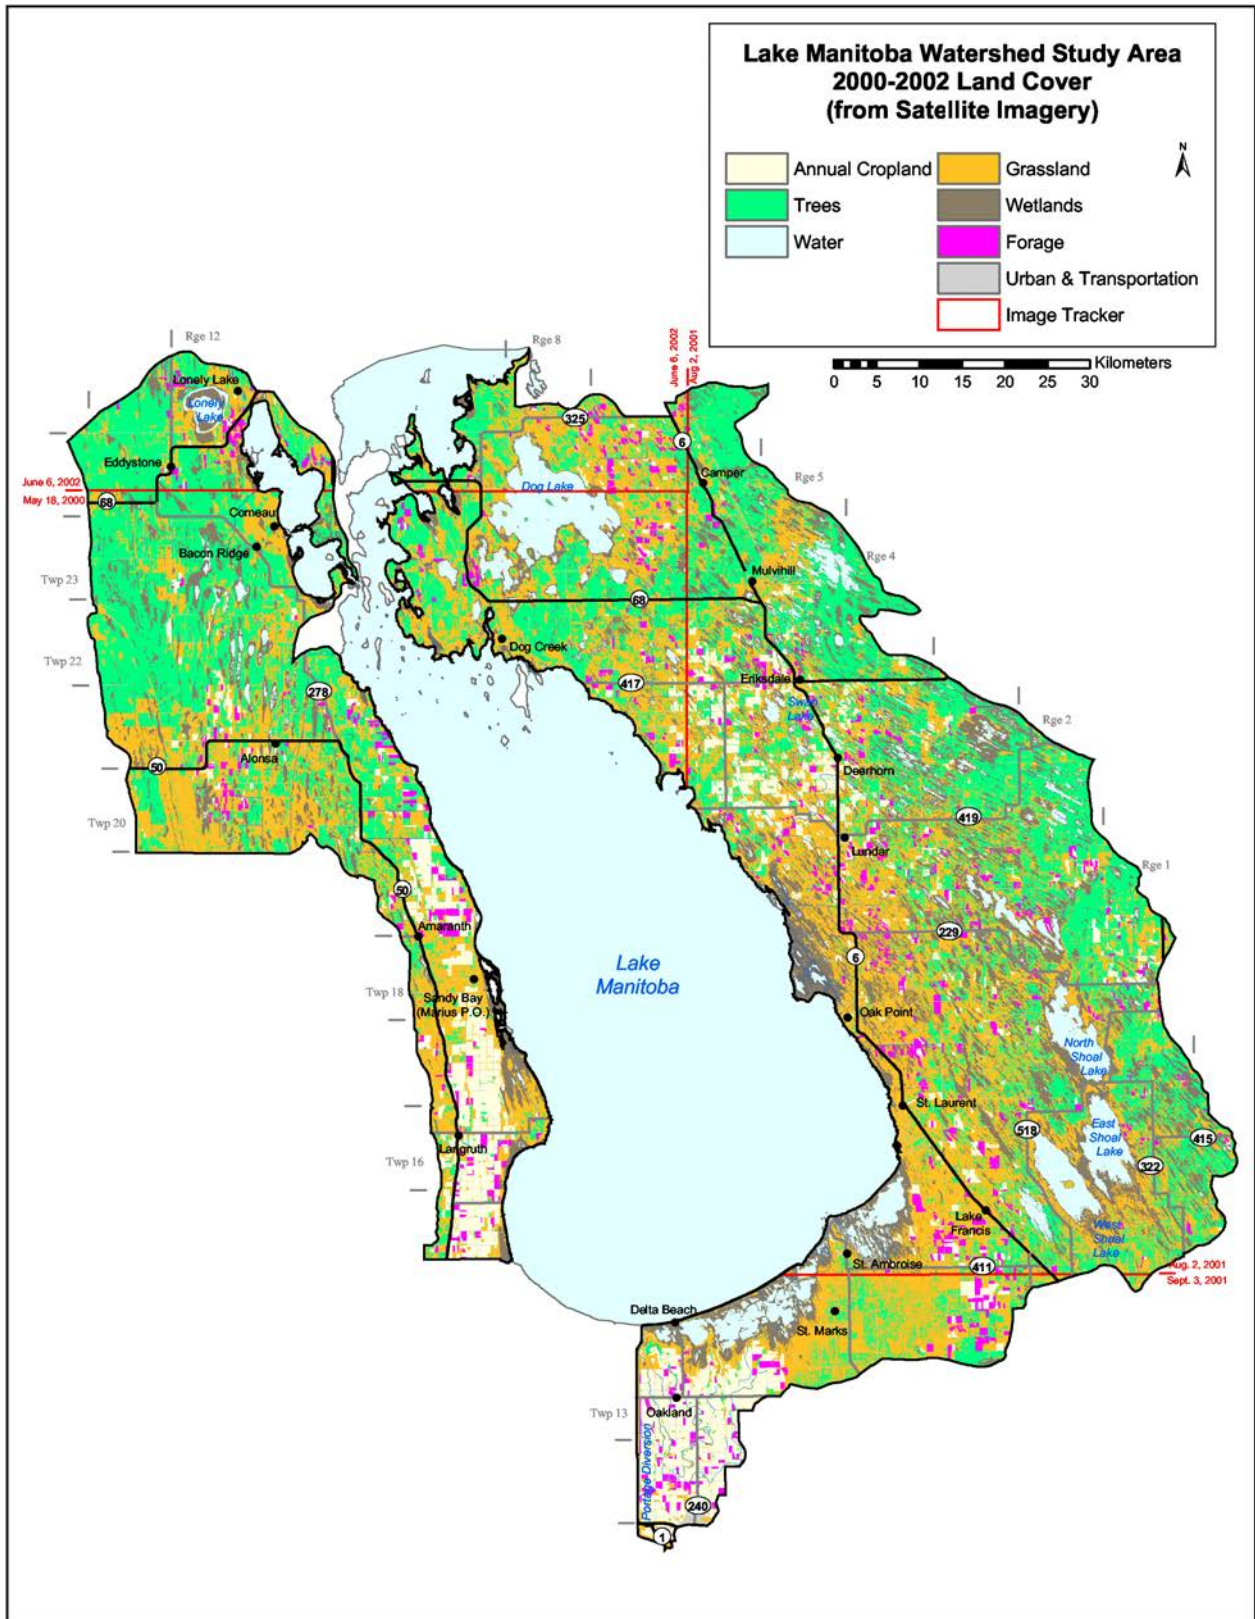 Lake Manitoba Watershed Study Area
2000-2002 Land Cover
(from Satellite Imagery)
N
Annual Cropland
Grassland
Trees
Wetlands
Water
Forage
Urban & Transportation
Image Tracker
Kilometers
0 5 10 15 20 25 30
Rge 12
Rge 8
June 6, 2002
Aug 2, 2001
Lonely Lake
Lonely
Lake
325
6
Eddystone
Camper
Rge 5
June 6, 2002
May 18, 2000
68
Dog Lake
Comeau
Bacon Ridge
Rge 4
Twp 23
Mulvihill
68
Dog Creek
Twp 22
278
417
Eriksdale
Swan
Lake
Rge 2
Alonsa
50
Deerhorn
Twp 20
419
Lundar
Rge 1
50
Amaranth
229
6
Lake
Manitoba
Twp 18
Sandy Bay
(Marius P.O.)
Oak Point
North
Shoal
Lake
St. Laurent
518
East
Shoal
Lake
415
322
Langruth
Twp 16
Lake
Francis
West
Shoal
Lake
St. Ambroise
411
Aug. 2, 2001
Sept. 3, 2001
Delta Beach
St. Marks
Twp 13
Oakland
Portage Diversion
240
1